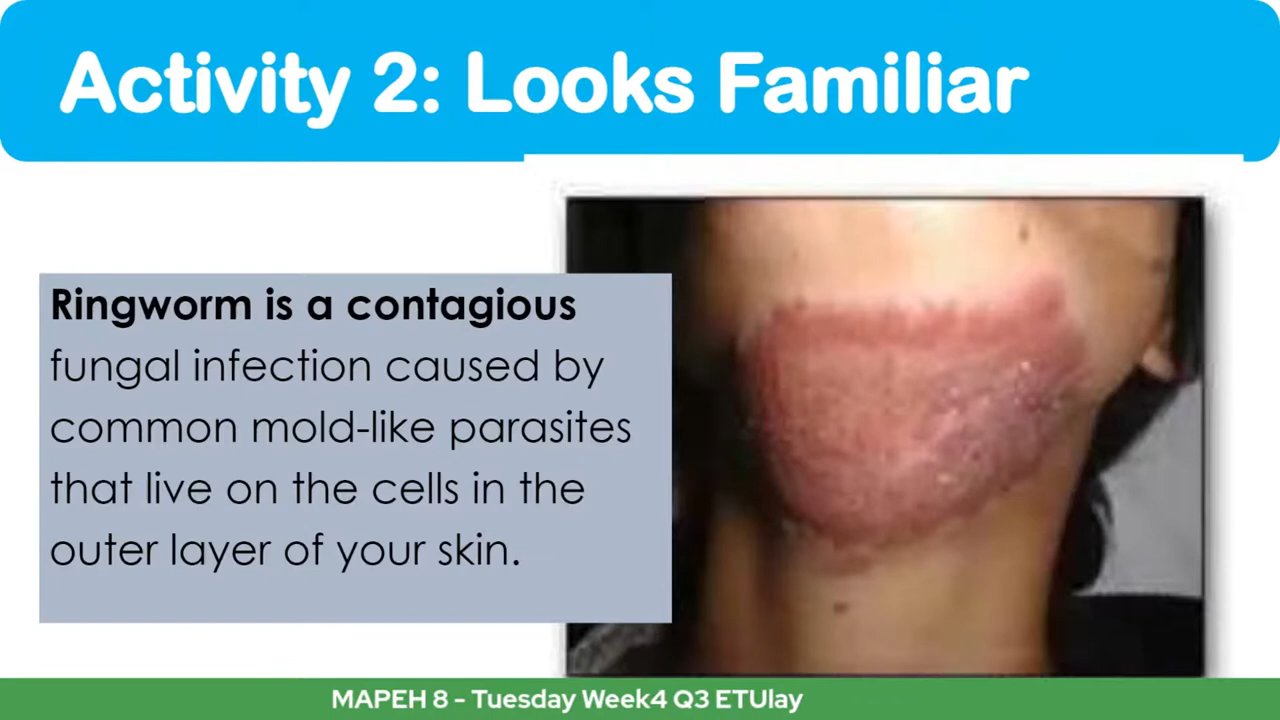 Activity 2: Looks Familiar
Ringworm is a contagious
fungal infection caused by
common mold-like parasites
that live on the cells in the
outer layer of your skin.
MAPEH 8 - Tuesday Week4 Q3 ETUlay